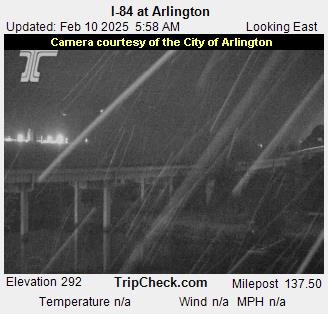 I-84 at Arlington
Updated: Feb 10 2025 5:58 AM Looking East
Camera courtesy of the City of Arlington
Elevation 292 TripCheck.com Milepost 137.50
Temperature n/a Wind n/a MPH n/a